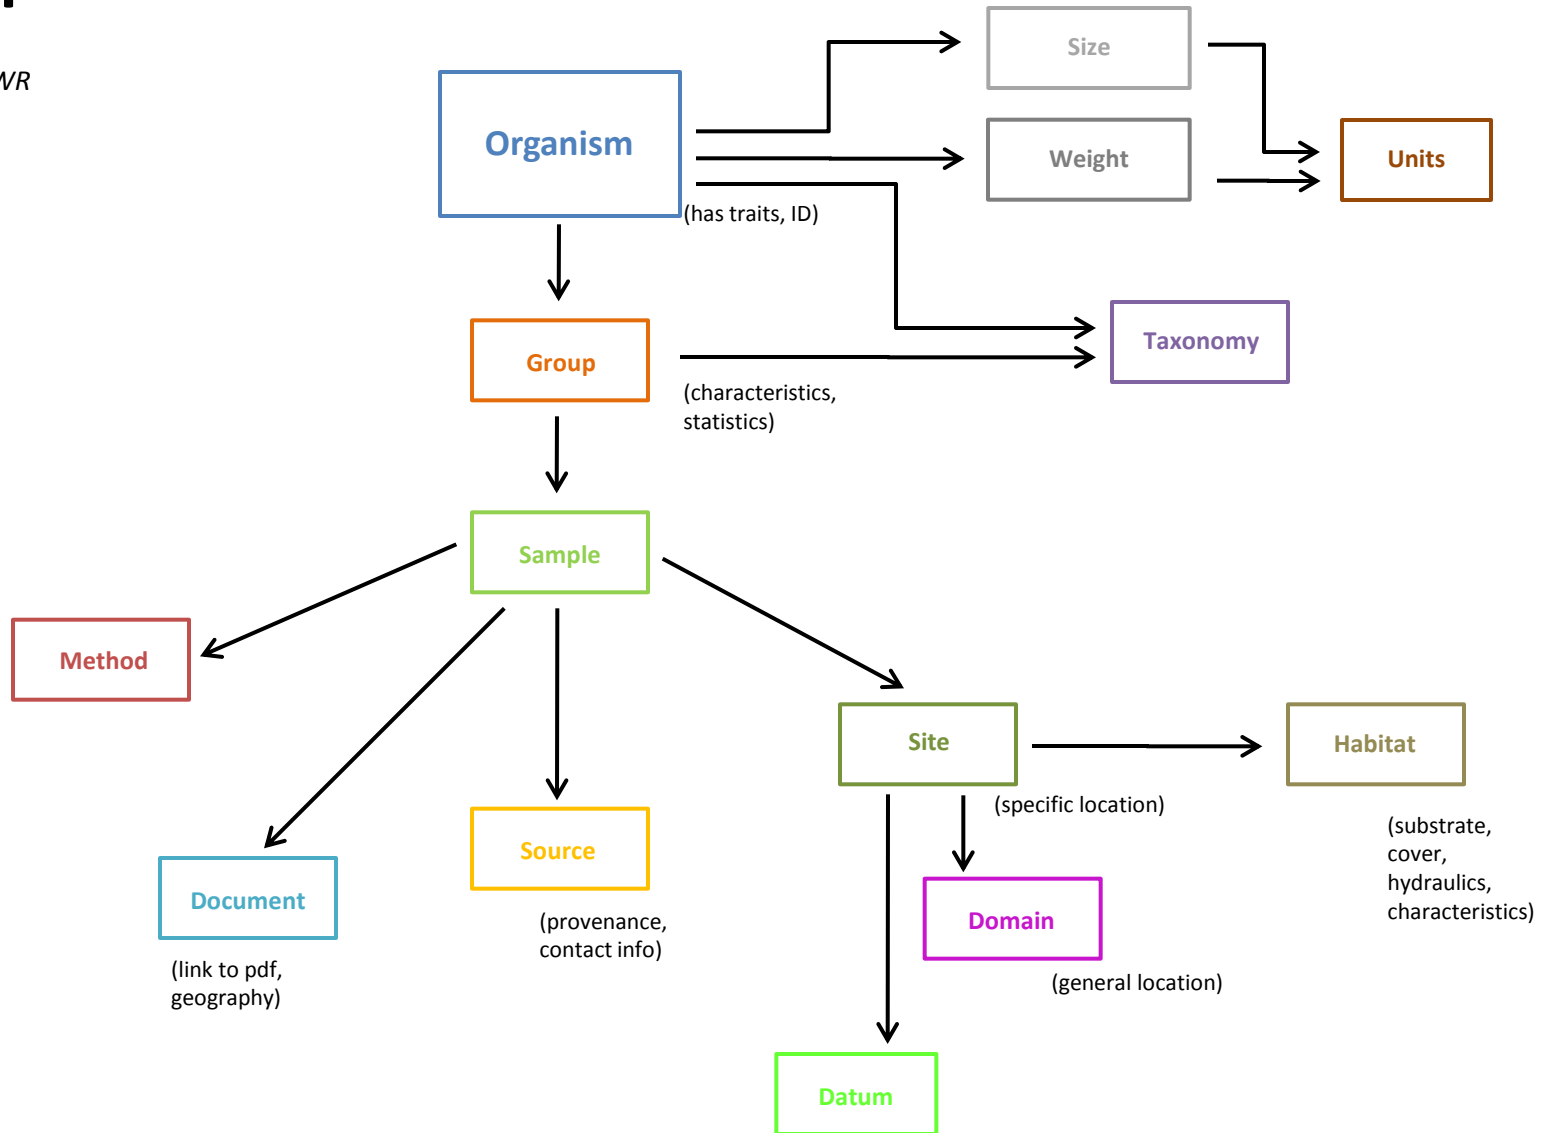 WR
Size
Organism
Weight
Units
(has traits, ID)
Taxonomy
Group
(characteristics,
statistics)
Sample
Method
Site
Habitat
(specific location)
(substrate,
cover,
hydraulics,
characteristics)
Source
Document
(provenance,
contact info)
Domain
(link to pdf,
geography)
(general location)
Datum